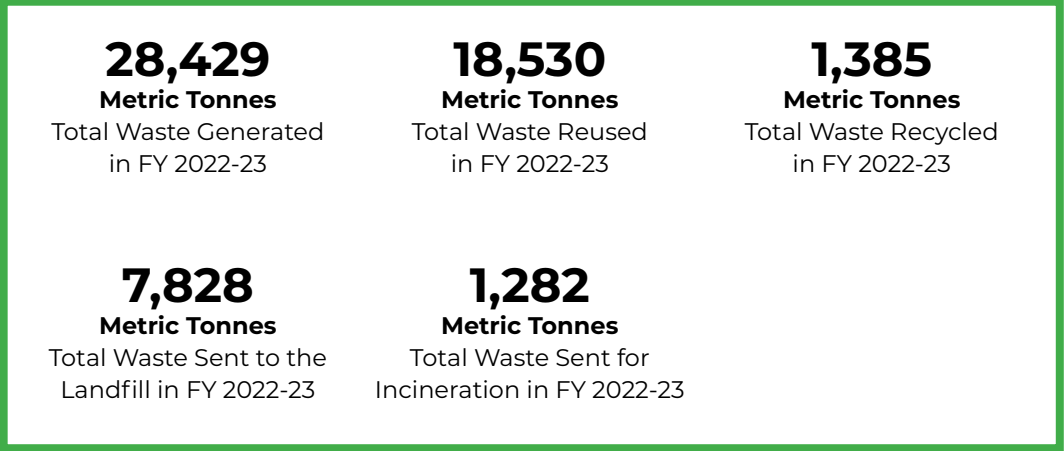 28,429
Metric Tonnes
Total Waste Generated
in FY 2022-23
18,530
Metric Tonnes
Total Waste Reused
in FY 2022-23
1,385
Metric Tonnes
Total Waste Recycled
in FY 2022-23
7,828
Metric Tonnes
Total Waste Sent to the
Landfill in FY 2022-23
1,282
Metric Tonnes
Total Waste Sent for
Incineration in FY 2022-23